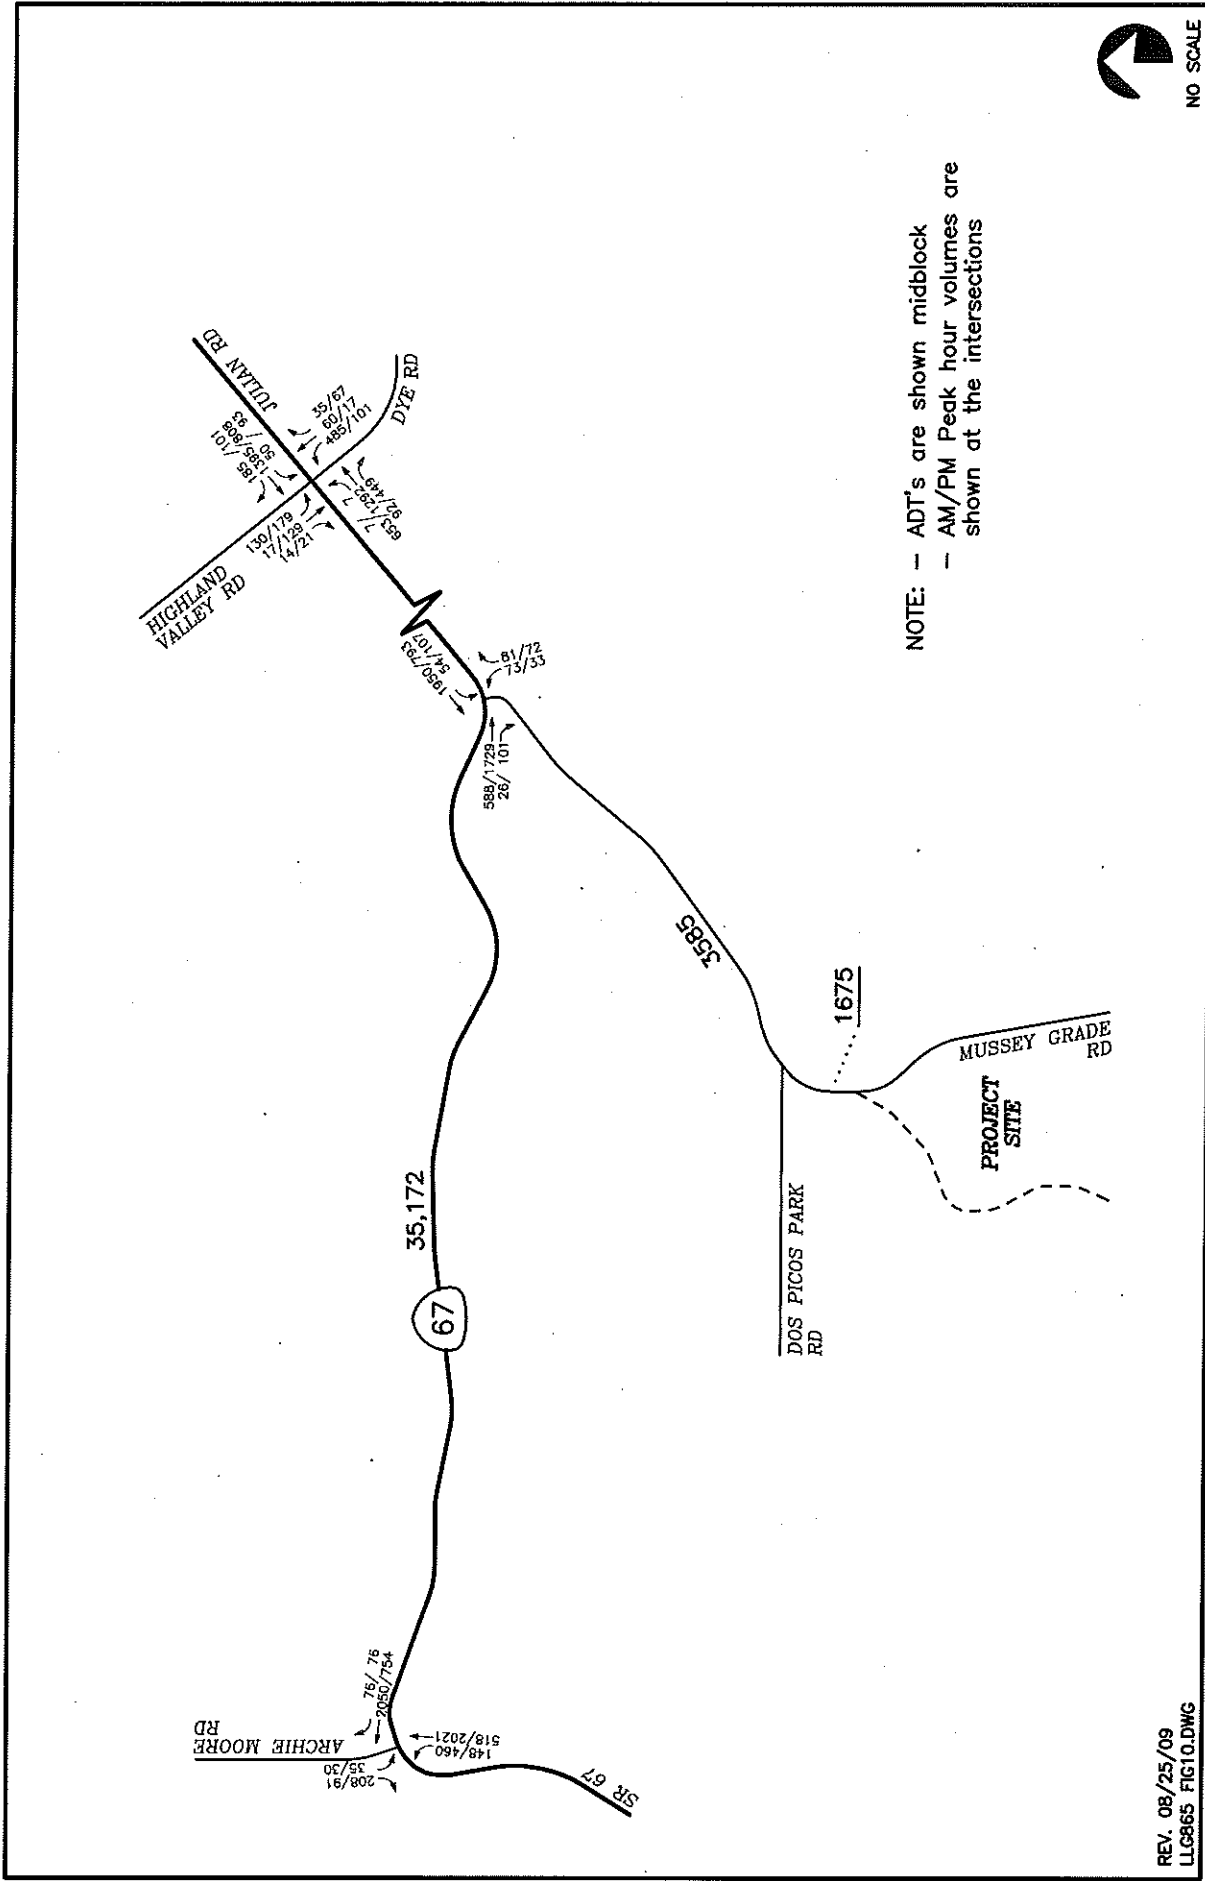 ARCHIE MOORE
RD
35/30
208/91
76/ 76
2050/754
148/460
518/2021
SR 67
67
35,172
DOS PICOS PARK
RD
1675
PROJECT
SITE
MUSSEY GRADE
RD
3585
588/1729
26/ 101
1950/793
54/107
81/72
73/33
HIGHLAND
VALLEY RD
130/179
17/129
14/21
185 /101
1395/808
50 / 93
JULIAN RD
35/67
60/17
485/101
DYE RD
7/ 7
653/1292
92/449
NOTE: - ADT's are shown midblock
- AM/PM Peak hour volumes are
shown at the intersections
NO SCALE
REV. 08/25/09
LLG865 FIG10.DWG